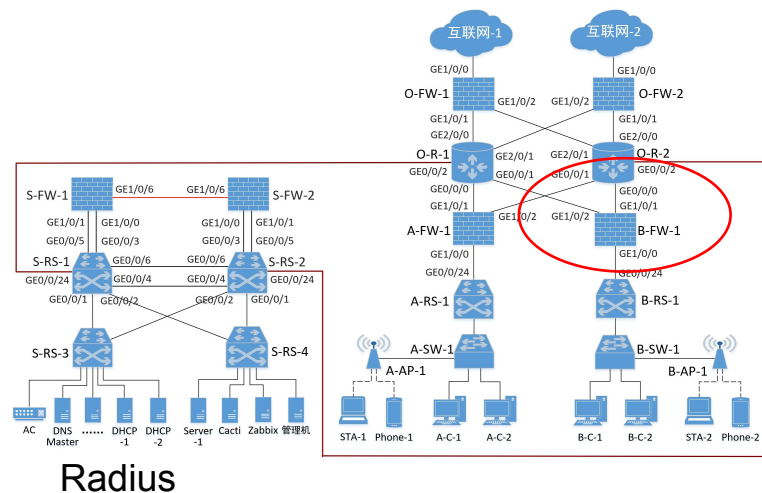 互联网-1
互联网-2
GE1/0/0
GE1/0/0
O-FW-1
GE1/0/2
GE1/0/2
O-FW-2
GE1/0/1
GE1/0/1
GE2/0/0
GE2/0/0
O-R-1
GE2/0/1
GE2/0/1
O-R-2
GE0/0/2
GE0/0/1
GE0/0/1
GE0/0/2
GE0/0/0
GE0/0/0
GE1/0/1
GE1/0/2
GE1/0/2
GE1/0/1
A-FW-1
B-FW-1
GE1/0/0
GE1/0/0
GE0/0/24
GE0/0/24
A-RS-1
B-RS-1
A-SW-1
B-SW-1
A-AP-1
B-AP-1
STA-1
Phone-1
A-C-1
A-C-2
B-C-1
B-C-2
STA-2
Phone-2
S-FW-1
GE1/0/6
GE1/0/6
S-FW-2
GE1/0/1
GE1/0/0
GE1/0/0
GE1/0/1
GE0/0/5
GE0/0/3
GE0/0/3
GE0/0/5
S-RS-1
GE0/0/6
GE0/0/6
S-RS-2
GE0/0/24
GE0/0/4
GE0/0/4
GE0/0/24
GE0/0/1
GE0/0/2
GE0/0/2
GE0/0/1
S-RS-3
S-RS-4
AC
DNS
Master
......
DHCP
-1
DHCP
-2
Server
-1
Cacti
Zabbix
管理机
Radius